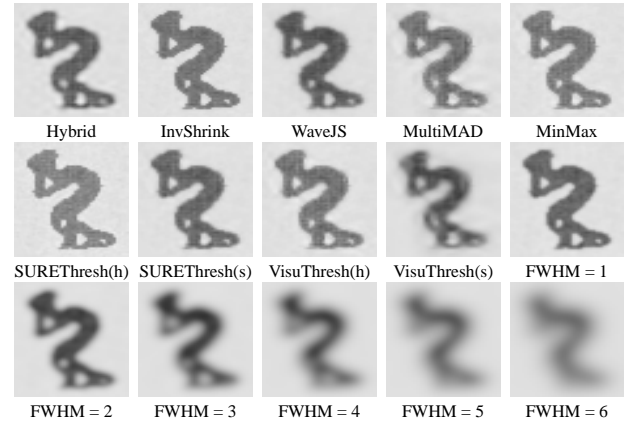 Hybrid InvShrink WaveJS MultiMAD MinMax
SUREThresh(h) SUREThresh(s) VisuThresh(h) VisuThresh(s) FWHM = 1
FWHM = 2 FWHM = 3 FWHM = 4 FWHM = 5 FWHM = 6